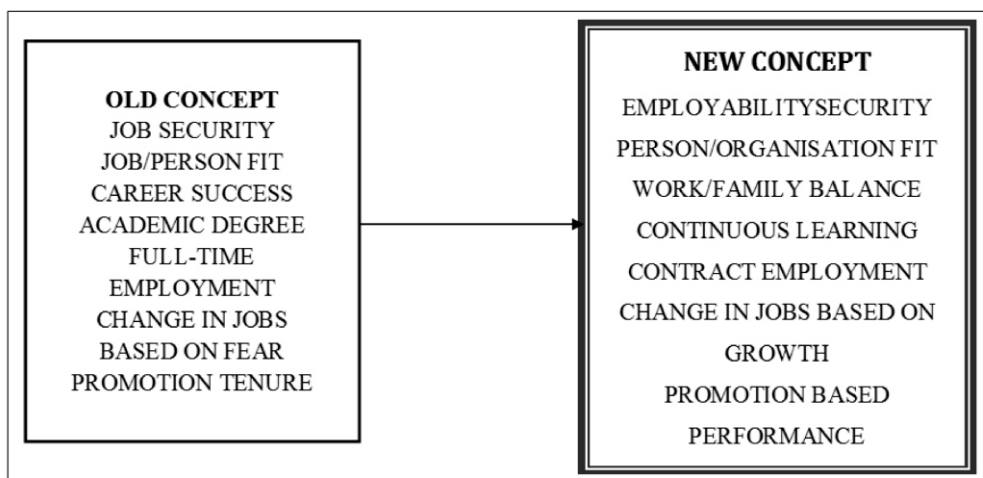 OLD CONCEPT
JOB SECURITY
JOB/PERSON FIT
CAREER SUCCESS
ACADEMIC DEGREE
FULL-TIME
EMPLOYMENT
CHANGE IN JOBS
BASED ON FEAR
PROMOTION TENURE
NEW CONCEPT
EMPLOYABILITYSECURITY
PERSON/ORGANISATION FIT
WORK/FAMILY BALANCE
CONTINUOUS LEARNING
CONTRACT EMPLOYMENT
CHANGE IN JOBS BASED ON
GROWTH
PROMOTION BASED
PERFORMANCE